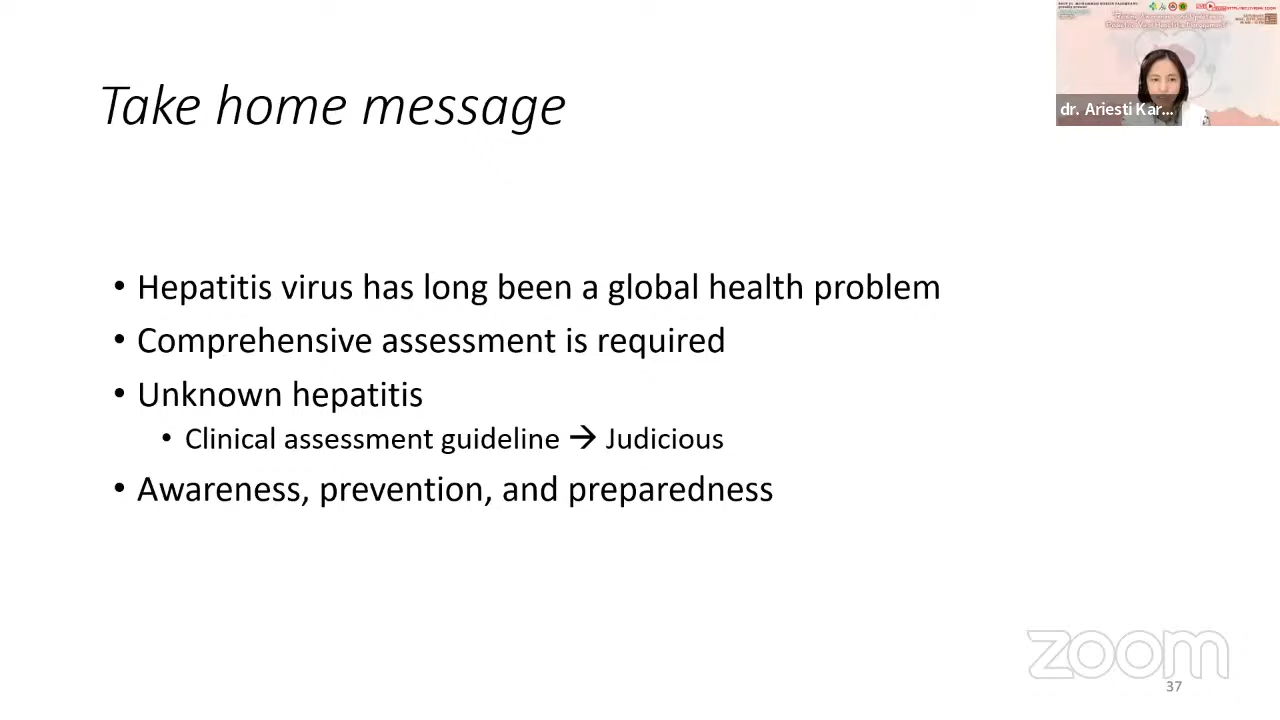 Take home message
dr. Ariesti Kar...
• Hepatitis virus has long been a global health problem
• Comprehensive assessment is required
• Unknown hepatitis
• Clinical assessment guideline → Judicious
• Awareness, prevention, and preparedness
zoom
37